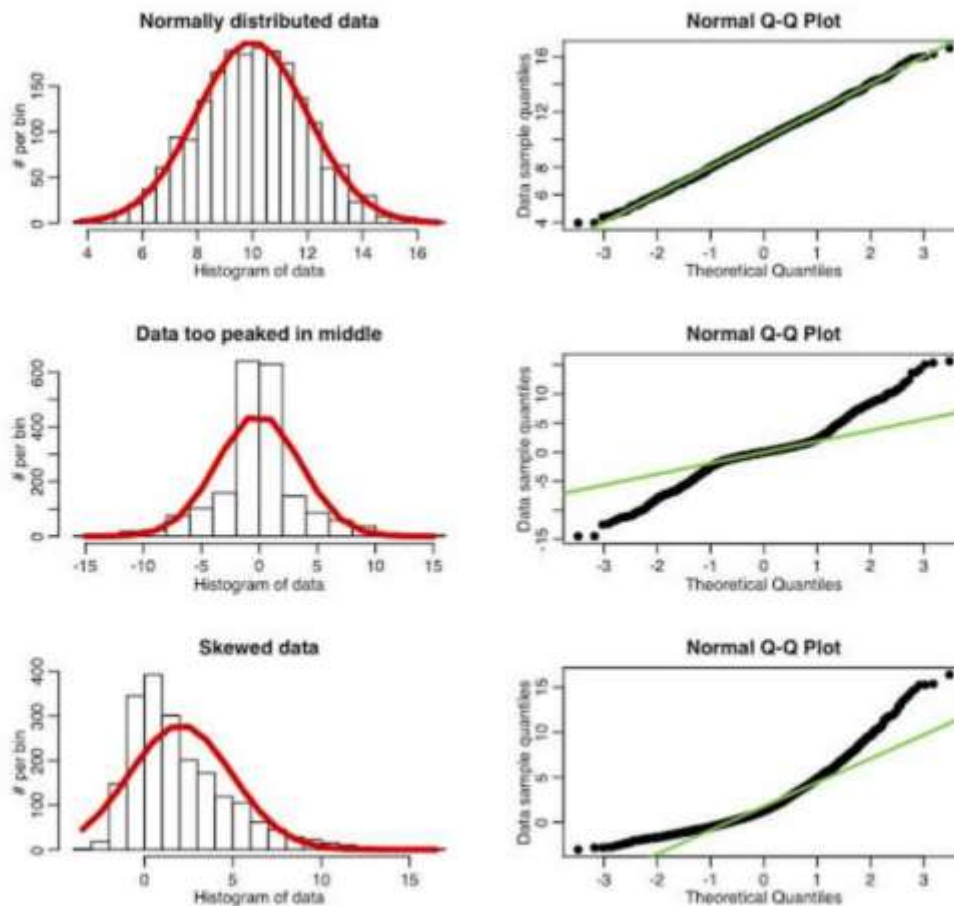 Normally distributed data
# per bin
0 50 100 150
4 6 8 10 12 14 16
Histogram of data
Normal Q-Q Plot
Data sample quantiles
4 6 8 12 16
-3 -2 -1 0 1 2 3
Theoretical Quantiles
Data too peaked in middle
# per bin
0 200 400 600
-15 -10 -5 0 5 10 15
Histogram of data
Normal Q-Q Plot
Data sample quantiles
-15 -5 0 5 10
-3 -2 -1 0 1 2 3
Theoretical Quantiles
Skewed data
# per bin
0 100 200 300 400
0 5 10 15
Histogram of data
Normal Q-Q Plot
Data sample quantiles
0 5 10 15
-3 -2 -1 0 1 2 3
Theoretical Quantiles